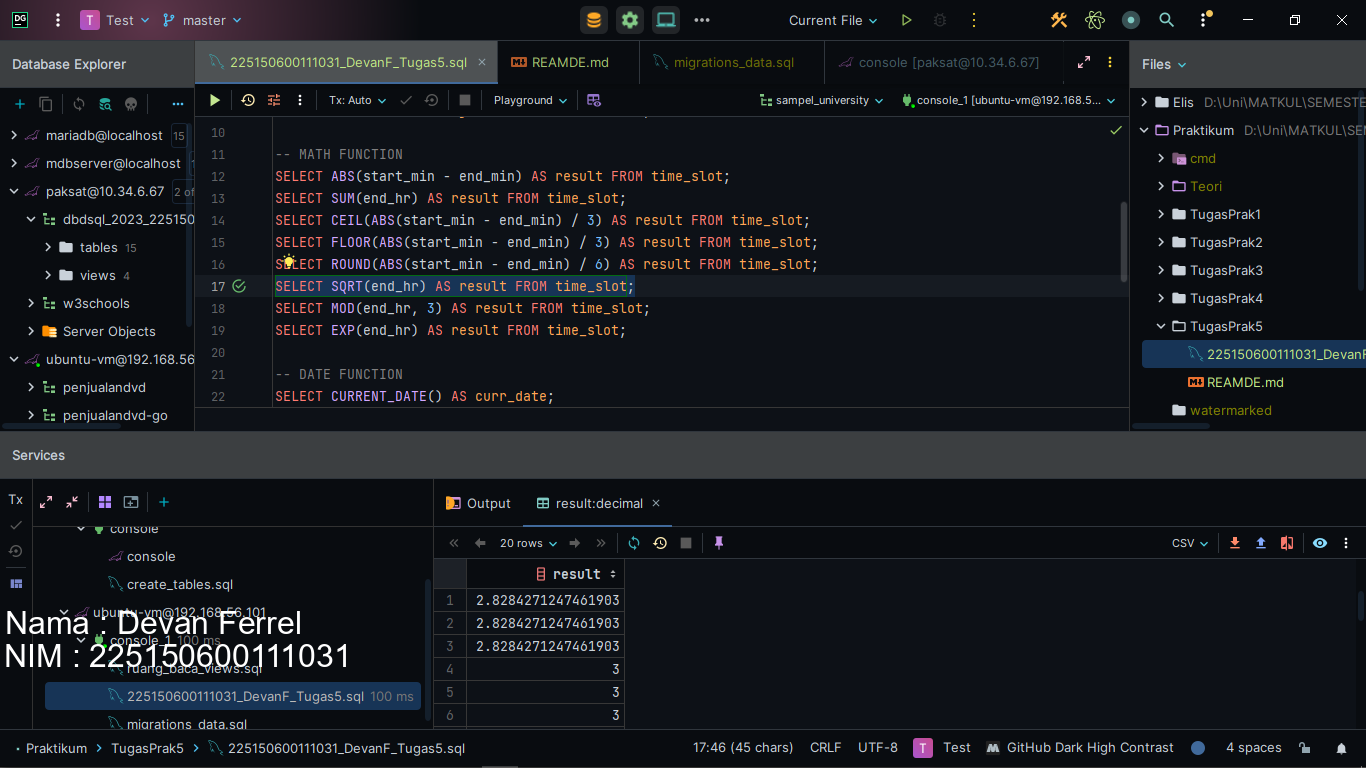 DG
T Test
master
Current File
Database Explorer
225150600111031_DevanF_Tugas5.sql
REAMDE.md
migrations_data.sql
console [paksat@10.34.6.67]
Files
Tx: Auto
Playground
sampel_university
console_1 [ubuntu-vm@192.168.5...
mariadb@localhost 15
mdbserver@localhost
paksat@10.34.6.67 2 of
dbdsql_2023_225150
tables 15
views 4
w3schools
Server Objects
ubuntu-vm@192.168.56
penjualandvd
penjualandvd-go
10
11 -- MATH FUNCTION
12 SELECT ABS(start_min - end_min) AS result FROM time_slot;
13 SELECT SUM(end_hr) AS result FROM time_slot;
14 SELECT CEIL(ABS(start_min - end_min) / 3) AS result FROM time_slot;
15 SELECT FLOOR(ABS(start_min - end_min) / 3) AS result FROM time_slot;
16 SELECT ROUND(ABS(start_min - end_min) / 6) AS result FROM time_slot;
17 SELECT SQRT(end_hr) AS result FROM time_slot;
18 SELECT MOD(end_hr, 3) AS result FROM time_slot;
19 SELECT EXP(end_hr) AS result FROM time_slot;
20
21 -- DATE FUNCTION
22 SELECT CURRENT_DATE() AS curr_date;
Elis D:\Uni\MATKUL\SEMESTE
Praktikum D:\Uni\MATKUL\SEM
cmd
Teori
TugasPrak1
TugasPrak2
TugasPrak3
TugasPrak4
TugasPrak5
225150600111031_DevanF
REAMDE.md
watermarked
Services
Tx
console
console
create_tables.sql
ubuntu-vm@192.168.56.101
console_1 100 ms
ruang_baca_views.sql
225150600111031_DevanF_Tugas5.sql 100 ms
migrations_data.sql
Nama : Devan Ferrel
NIM : 225150600111031
Output
result:decimal
20 rows
CSV
result
1 2.8284271247461903
2 2.8284271247461903
3 2.8284271247461903
4 3
5 3
6 3
Praktikum > TugasPrak5 > 225150600111031_DevanF_Tugas5.sql
17:46 (45 chars)
CRLF
UTF-8
T Test
GitHub Dark High Contrast
4 spaces